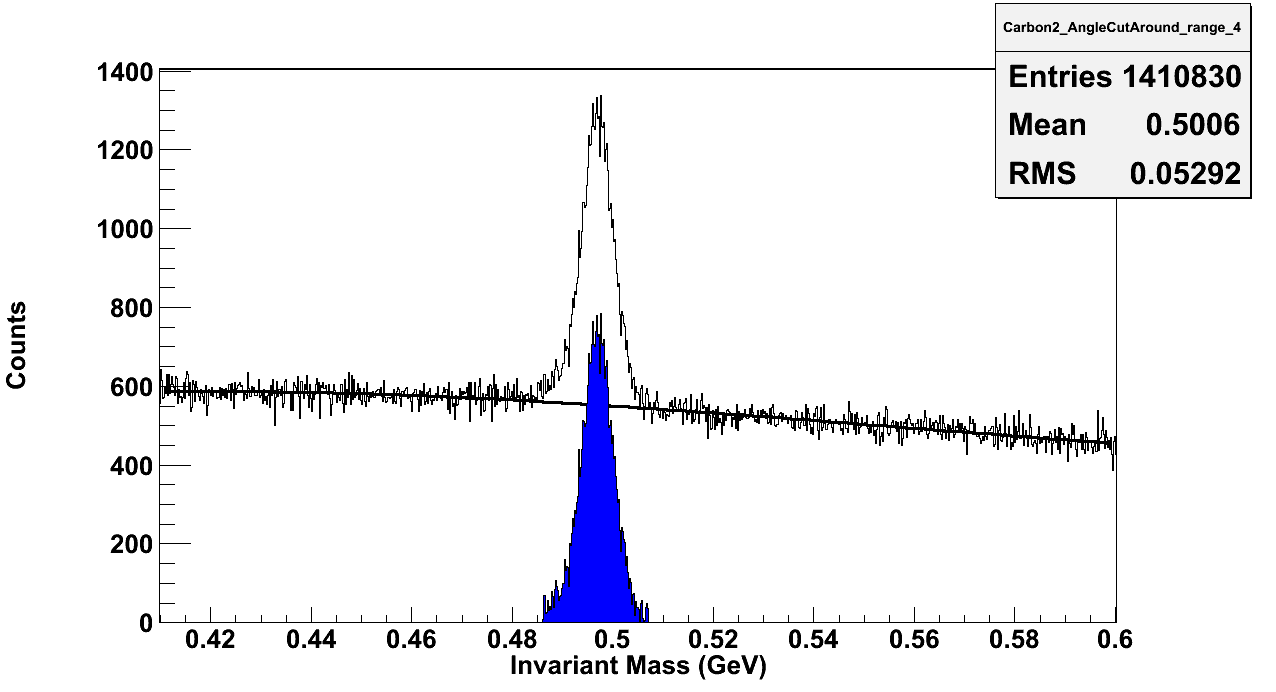 Carbon2_AngleCutAround_range_4
Entries 1410830
Mean 0.5006
RMS 0.05292
1400
1200
1000
800
600
400
200
0
Counts
0.42 0.44 0.46 0.48 0.5 0.52 0.54 0.56 0.58 0.6
Invariant Mass (GeV)